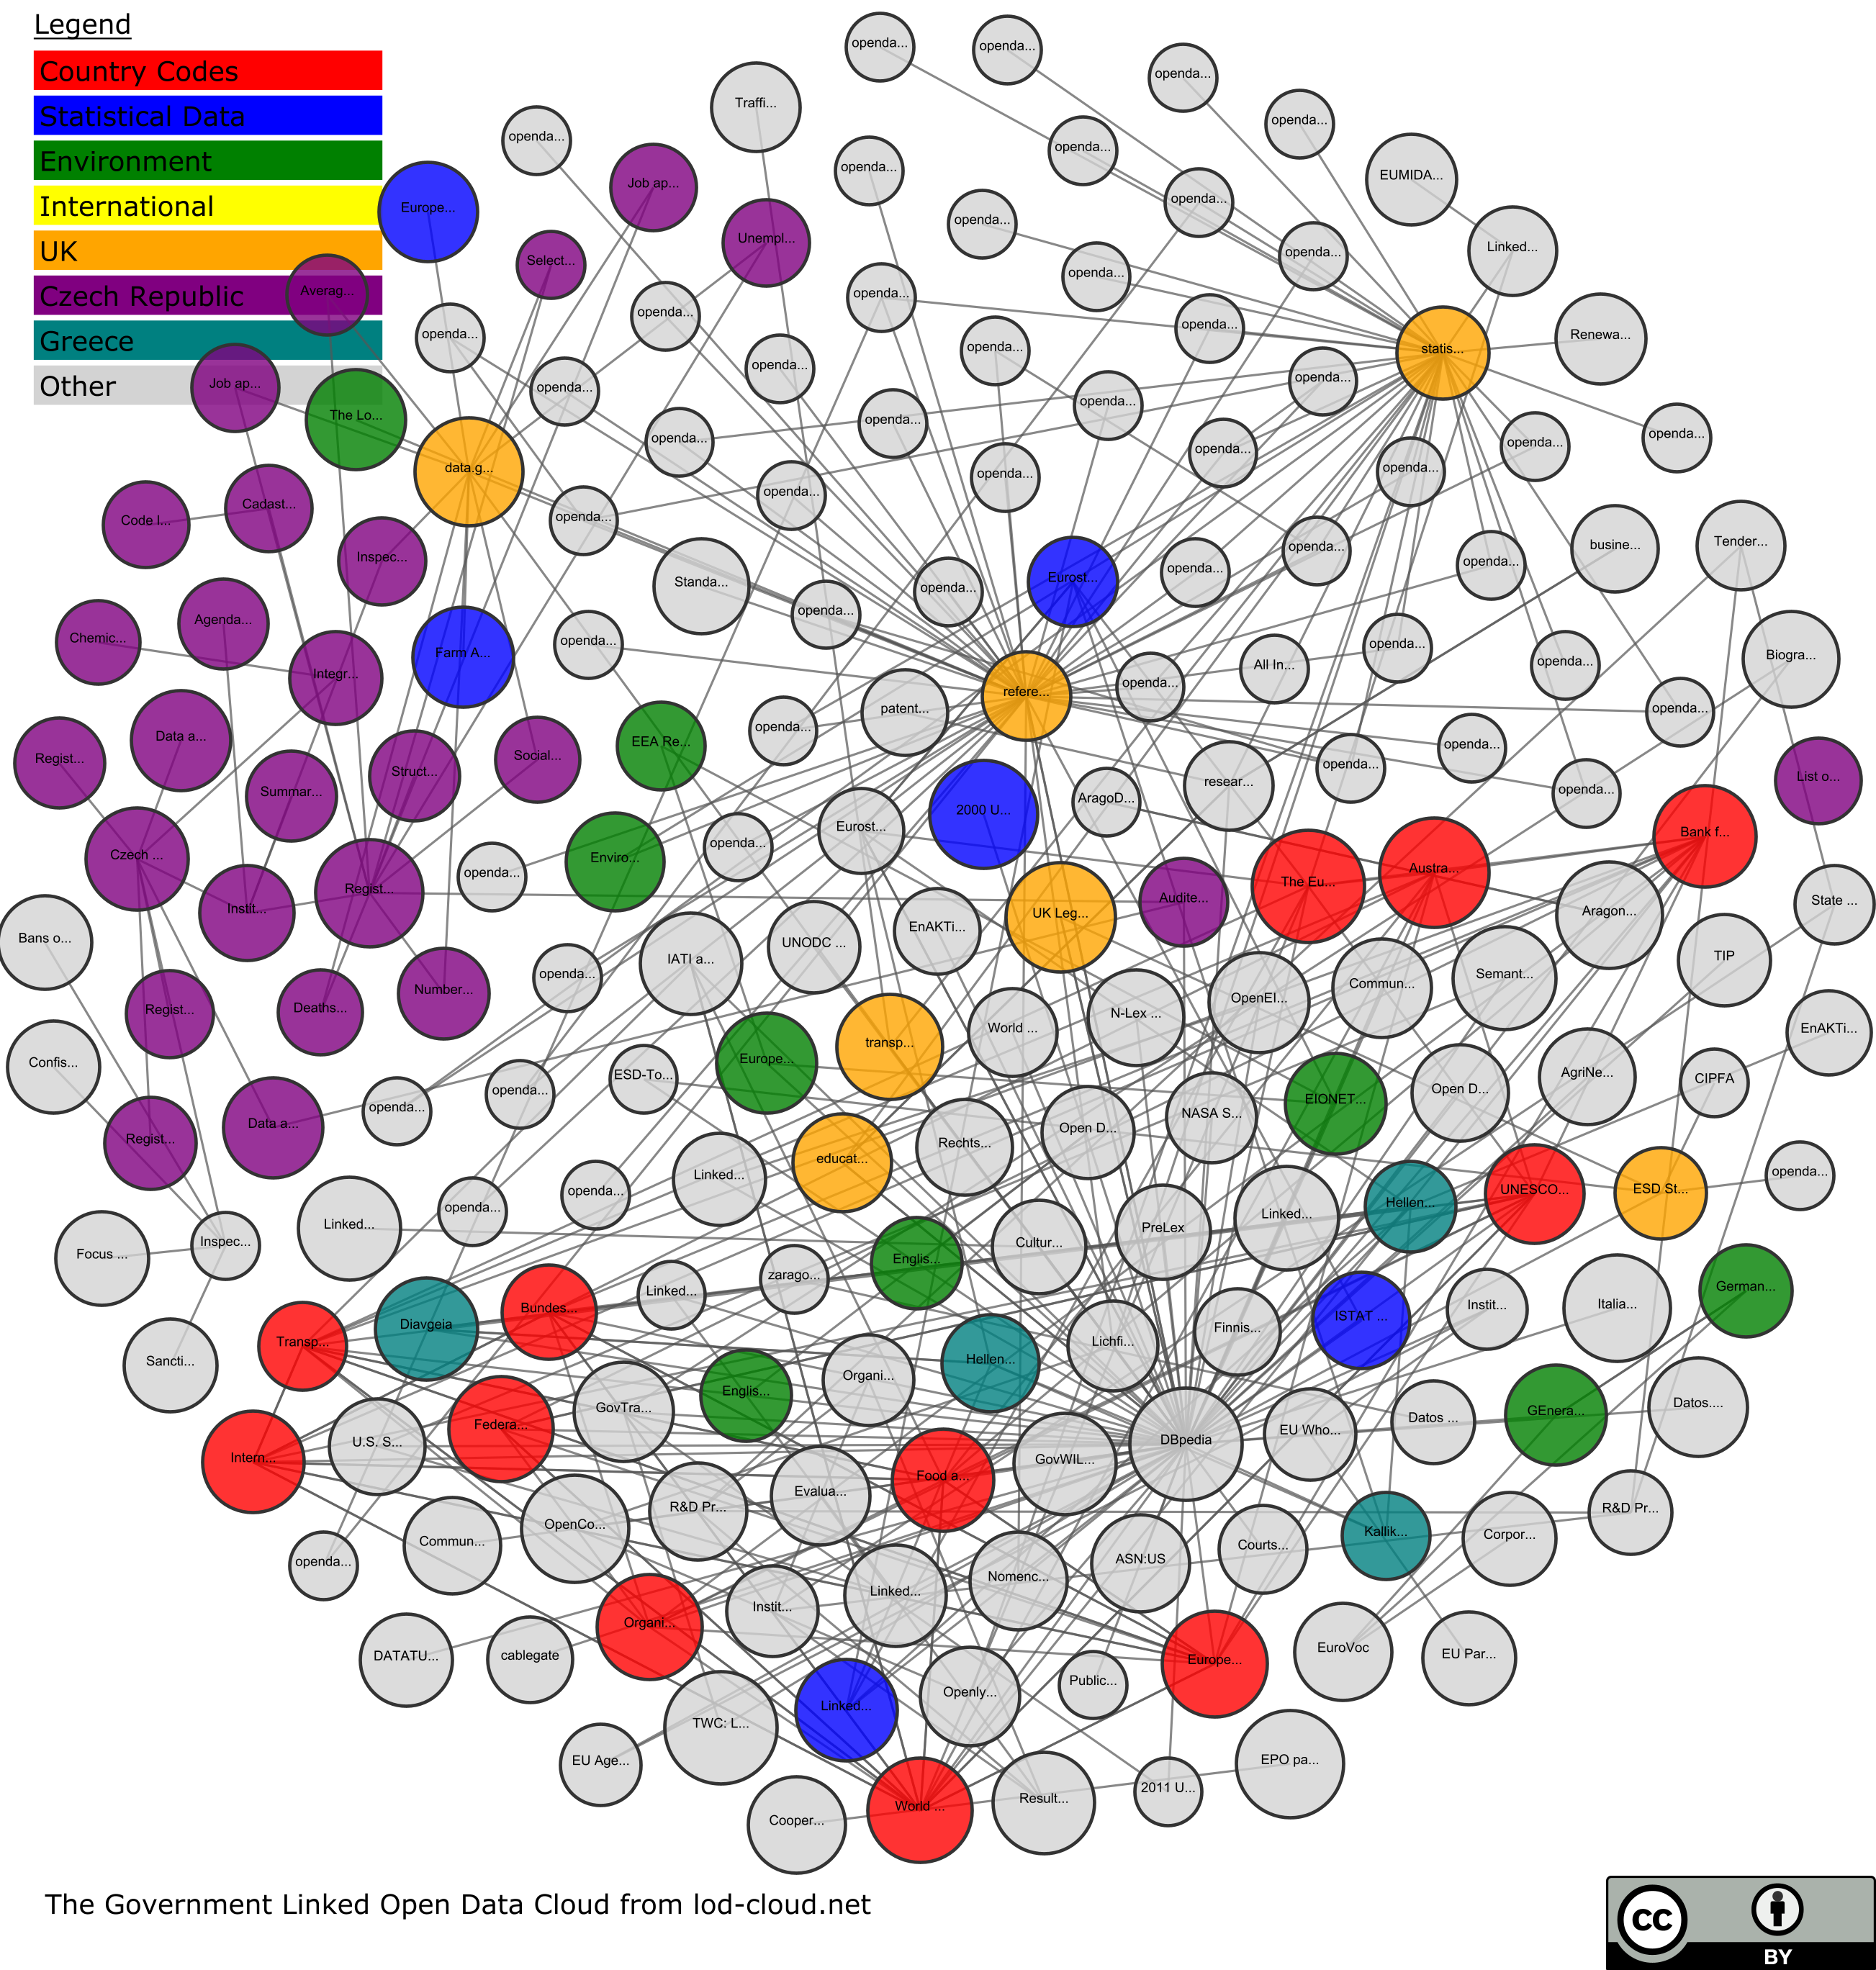 Legend
Country Codes
Statistical Data
Environment
International
UK
Czech Republic
Greece
Other
openda...
openda...
openda...
Traffi...
openda...
openda...
openda...
openda...
EUMIDA...
Job ap...
openda...
Europe...
openda...
openda...
Unempl...
Linked...
openda...
Select...
openda...
Averag...
openda...
openda...
openda...
Renewa...
openda...
openda...
statis...
openda...
openda...
Job ap...
openda...
openda...
openda...
The Lo...
openda...
openda...
openda...
openda...
openda...
data.g...
openda...
openda...
openda...
Cadast...
Code l...
openda...
busine...
Tender...
openda...
Inspec...
openda...
openda...
Eurost...
Standa...
openda...
openda...
Agenda...
Chemic...
openda...
openda...
Farm A...
Biogra...
All In...
openda...
Integr...
openda...
refere...
patent...
openda...
openda...
Data a...
EEA Re...
openda...
Regist...
Social...
openda...
Struct...
List o...
resear...
Summar...
openda...
AragoD...
2000 U...
Eurost...
Bank f...
openda...
Czech ...
Enviro...
Austra...
openda...
The Eu...
Regist...
Audite...
State ...
Instit...
UK Leg...
Aragon...
EnAKTi...
Bans o...
UNODC ...
TIP
IATI a...
Semant...
openda...
Commun...
Number...
OpenEI...
Regist...
Deaths...
N-Lex ...
World ...
EnAKTi...
transp...
Confis...
Europe...
ESD-To...
AgriNe...
CIPFA
openda...
Open D...
EIONET...
openda...
NASA S...
Data a...
Open D...
Regist...
Rechts...
educat...
Linked...
openda...
UNESCO...
ESD St...
openda...
Hellen...
openda...
Linked...
Linked...
PreLex
Inspec...
Cultur...
Focus ...
Englis...
zarago...
German...
Linked...
Bundes...
Instit...
Italia...
ISTAT ...
Diavgeia
Finnis...
Transp...
Lichfi...
Hellen...
Sancti...
Organi...
Englis...
Datos ...
Datos....
GEnera...
GovTra...
Federa...
EU Who...
DBpedia
U.S. S...
Intern...
GovWIL...
Food a...
Evalua...
R&D Pr...
R&D Pr...
OpenCo...
Kallik...
Corpor...
Commun...
Courts...
ASN:US
openda...
Nomenc...
Linked...
Instit...
Organi...
EuroVoc
EU Par...
DATATU...
cablegate
Europe...
Public...
Openly...
Linked...
TWC: L...
EU Age...
EPO pa...
2011 U...
Result...
World ...
Cooper...
The Government Linked Open Data Cloud from lod-cloud.net
cc
BY